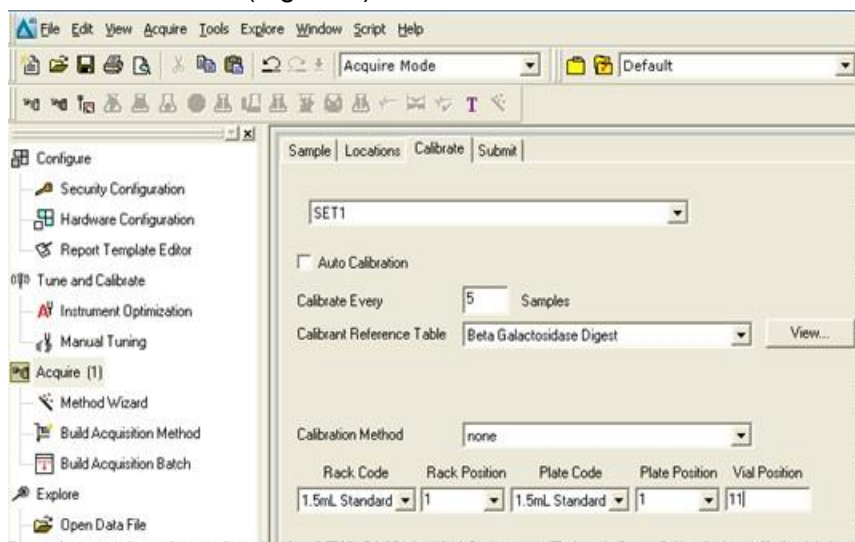 File Edit View Acquire Tools Explore Window Script Help
Acquire Mode Default
T
Configure
Security Configuration
Hardware Configuration
Report Template Editor
Tune and Calibrate
Instrument Optimization
Manual Tuning
Acquire (1)
Method Wizard
Build Acquisition Method
Build Acquisition Batch
Explore
Open Data File
Sample Locations Calibrate Submit
SET1
Auto Calibration
Calibrate Every 5 Samples
Calibrant Reference Table Beta Galactosidase Digest View...
Calibration Method none
Rack Code Rack Position Plate Code Plate Position Vial Position
1.5mL Standard 1 1.5mL Standard 1 11